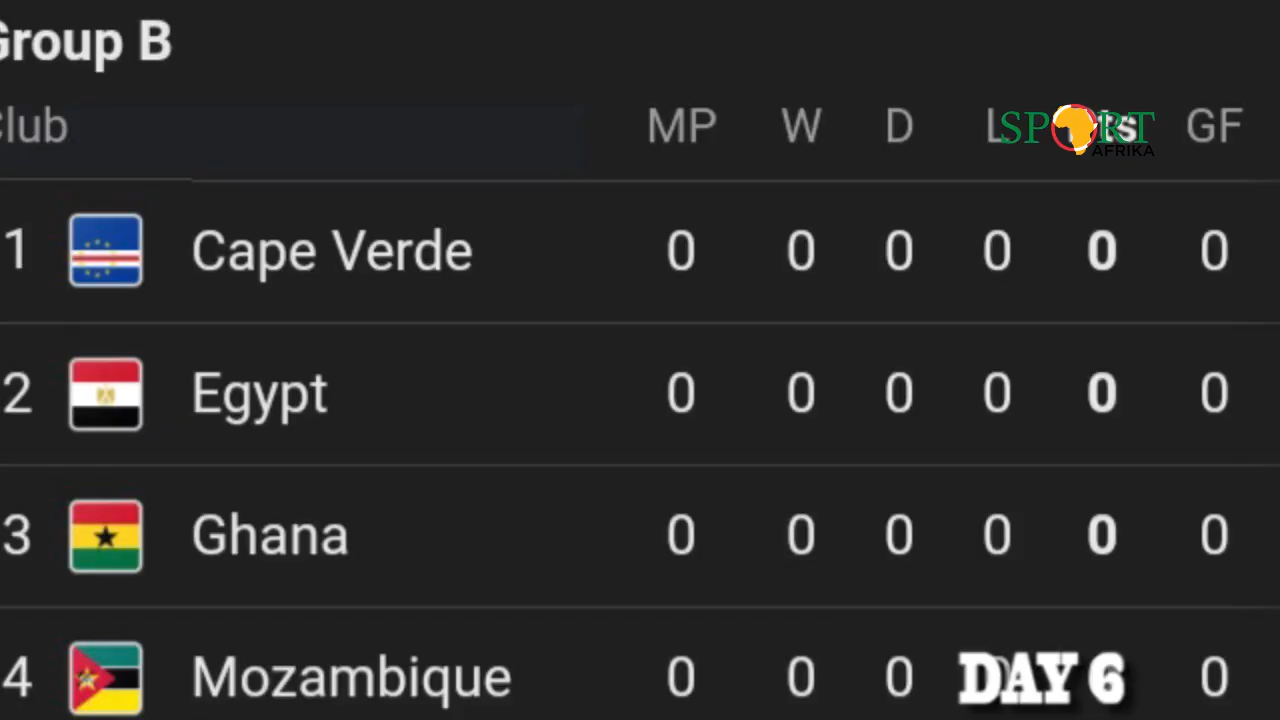 Group B
Club MP W D L Pts GF
SPORT
AFRIKA
1 Cape Verde 0 0 0 0 0 0
2 Egypt 0 0 0 0 0 0
3 Ghana 0 0 0 0 0 0
4 Mozambique 0 0 0 0
DAY 6